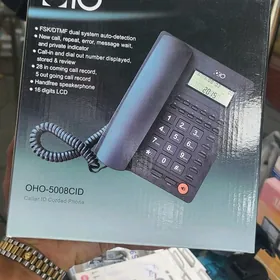 OHO
• FSK/DTMF dual system auto-detection
• New call, repeat, error, message wait,
and private indicator
• Call-in and dial out number displayed,
stored & review
• 28 in coming call record,
5 out going call record
• Handfree speakerphone
• 16 digits LCD
OHO-5008CID
Caller ID Corded Phone